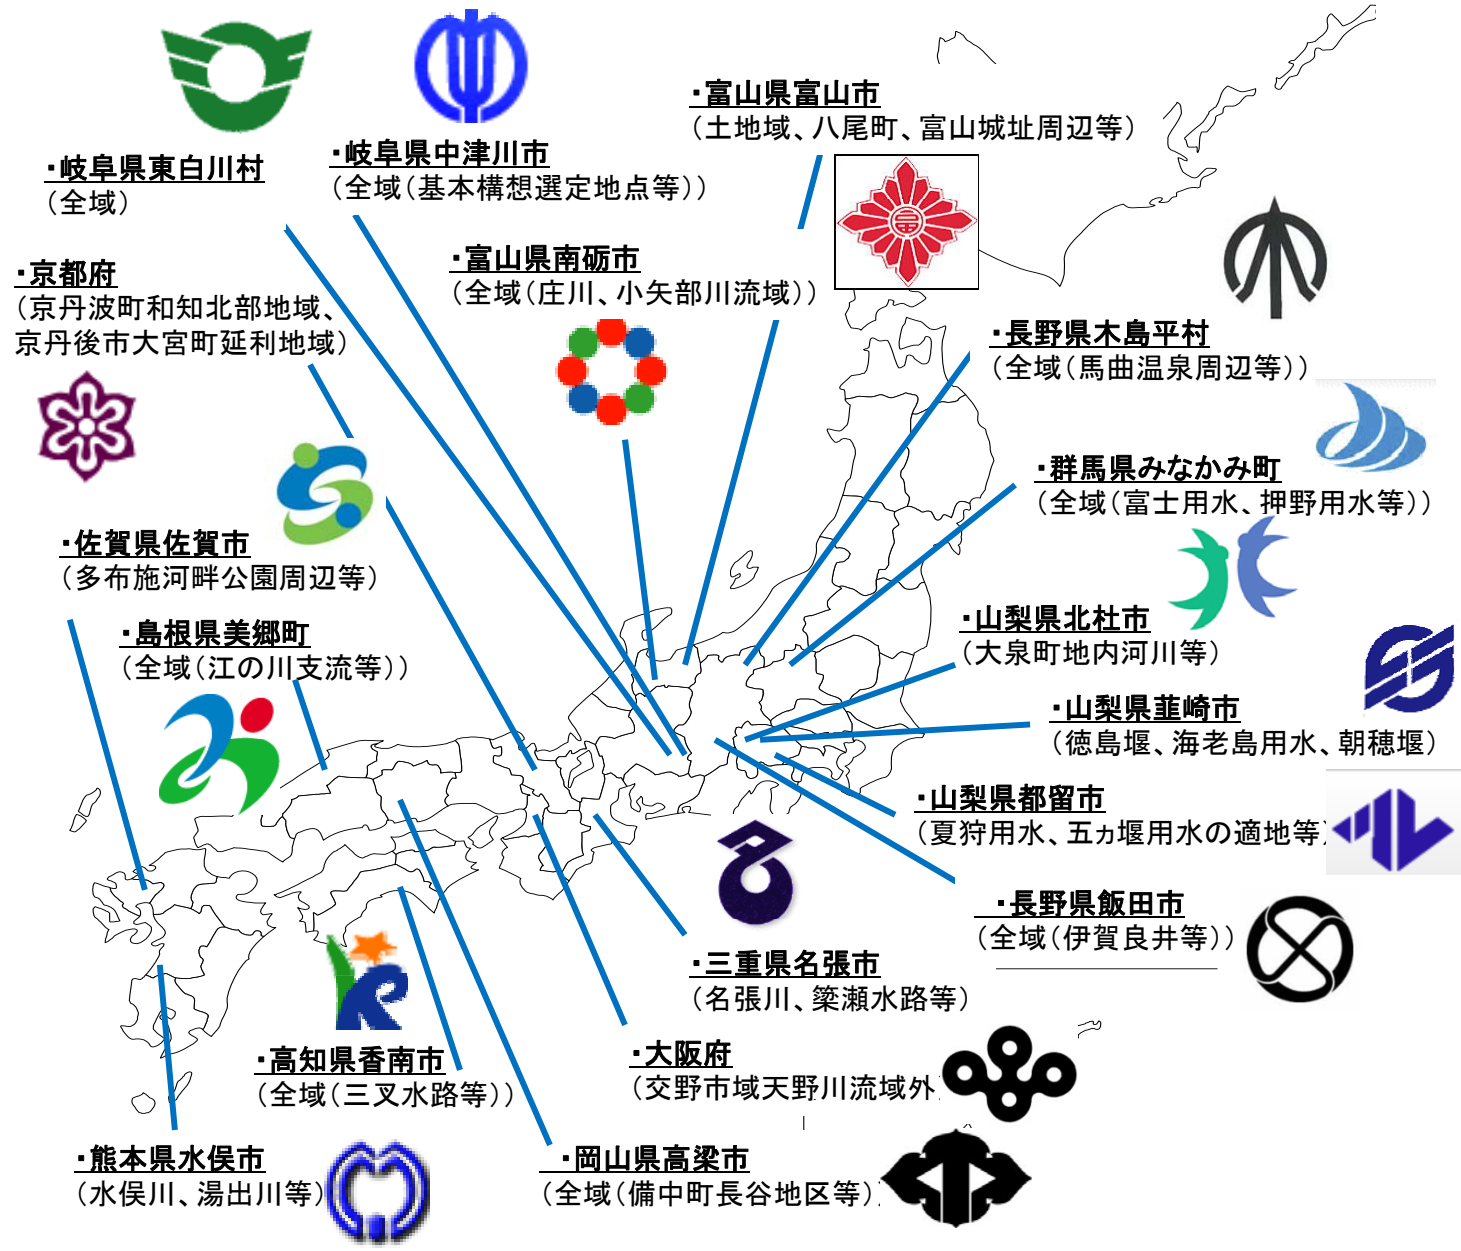 ・富山県富山市
（土地域、八尾町、富山城址周辺等）
・岐阜県東白川村
（全域）
・岐阜県中津川市
（全域（基本構想選定地点等））
・富山県南砺市
（全域（庄川、小矢部川流域））
・京都府
（京丹波町和知北部地域、
京丹後市大宮町延利地域）
・長野県木島平村
（全域（馬曲温泉周辺等））
・群馬県みなかみ町
（全域（富士用水、押野用水等））
・佐賀県佐賀市
（多布施河畔公園周辺等）
・島根県美郷町
（全域（江の川支流等））
・山梨県北杜市
（大泉町地内河川等）
・山梨県韮崎市
（徳島堰、海老島用水、朝穂堰）
・山梨県都留市
（夏狩用水、五ヵ堰用水の適地等）
・長野県飯田市
（全域（伊賀良井等））
・三重県名張市
（名張川、簗瀬水路等）
・大阪府
（交野市域天野川流域外）
・高知県香南市
（全域（三叉水路等））
・熊本県水俣市
（水俣川、湯出川等）
・岡山県高梁市
（全域（備中町長谷地区等））